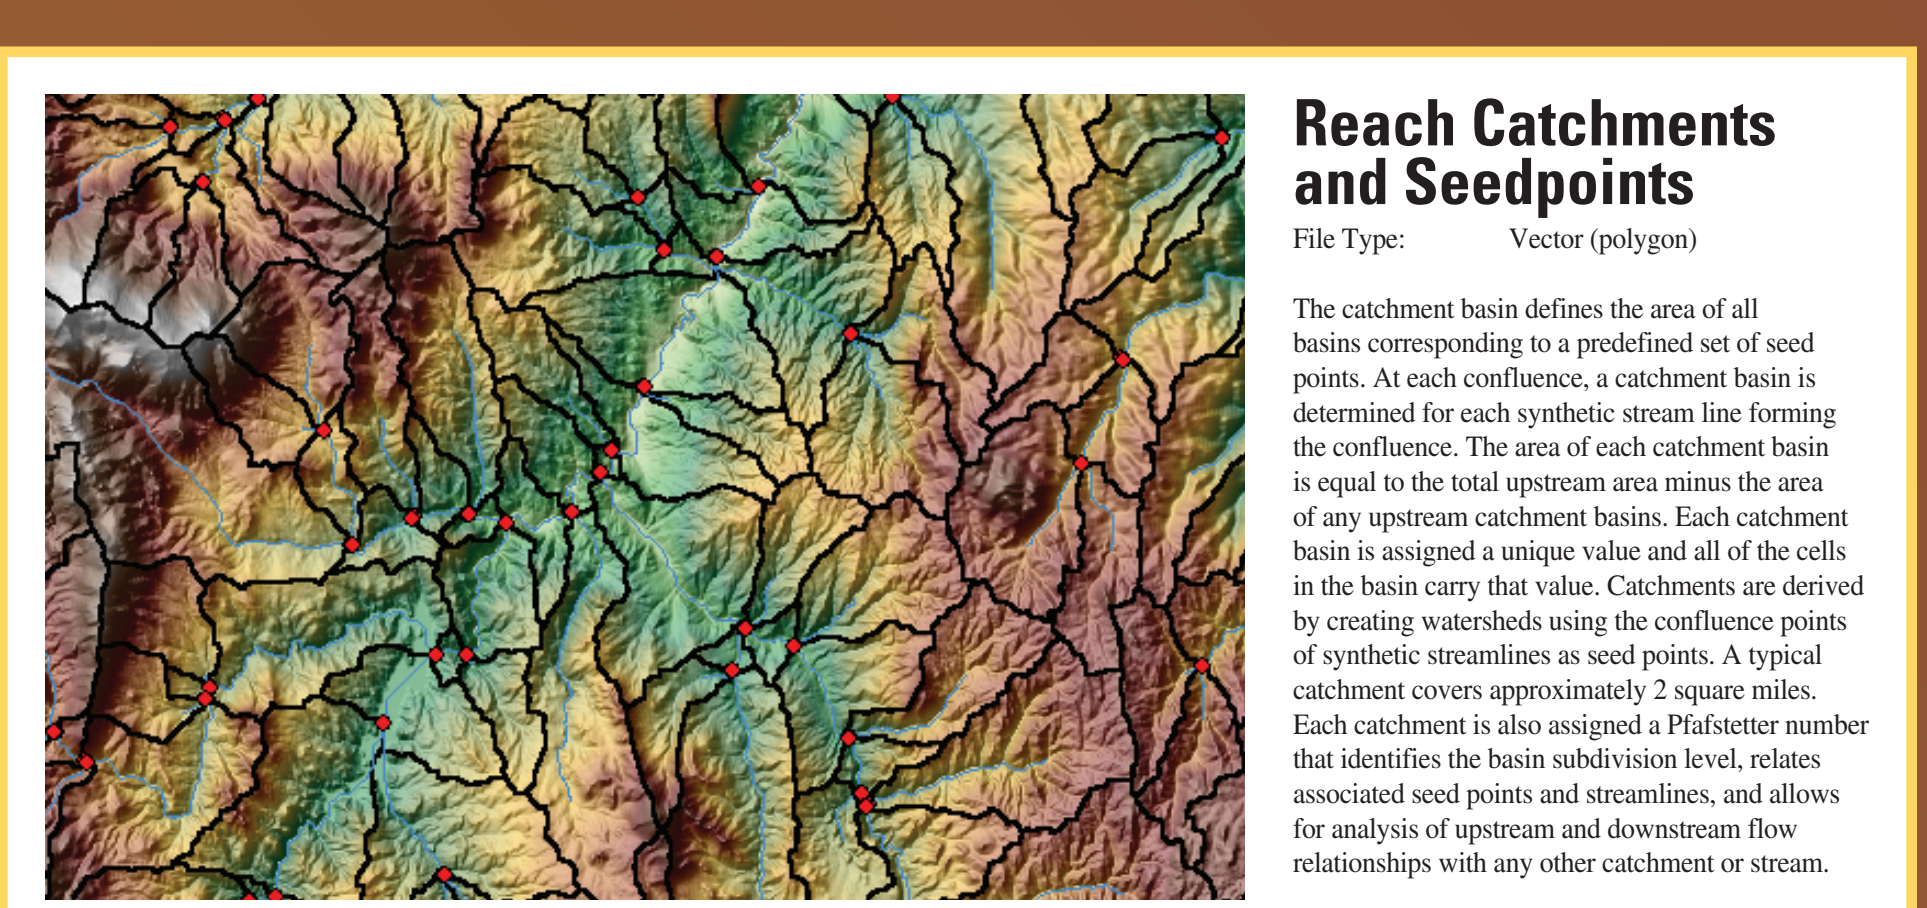 Reach Catchments
and Seedpoints
File Type: Vector (polygon)
The catchment basin defines the area of all
basins corresponding to a predefined set of seed
points. At each confluence, a catchment basin is
determined for each synthetic stream line forming
the confluence. The area of each catchment basin
is equal to the total upstream area minus the area
of any upstream catchment basins. Each catchment
basin is assigned a unique value and all of the cells
in the basin carry that value. Catchments are derived
by creating watersheds using the confluence points
of synthetic streamlines as seed points. A typical
catchment covers approximately 2 square miles.
Each catchment is also assigned a Pfafstetter number
that identifies the basin subdivision level, relates
associated seed points and streamlines, and allows
for analysis of upstream and downstream flow
relationships with any other catchment or stream.